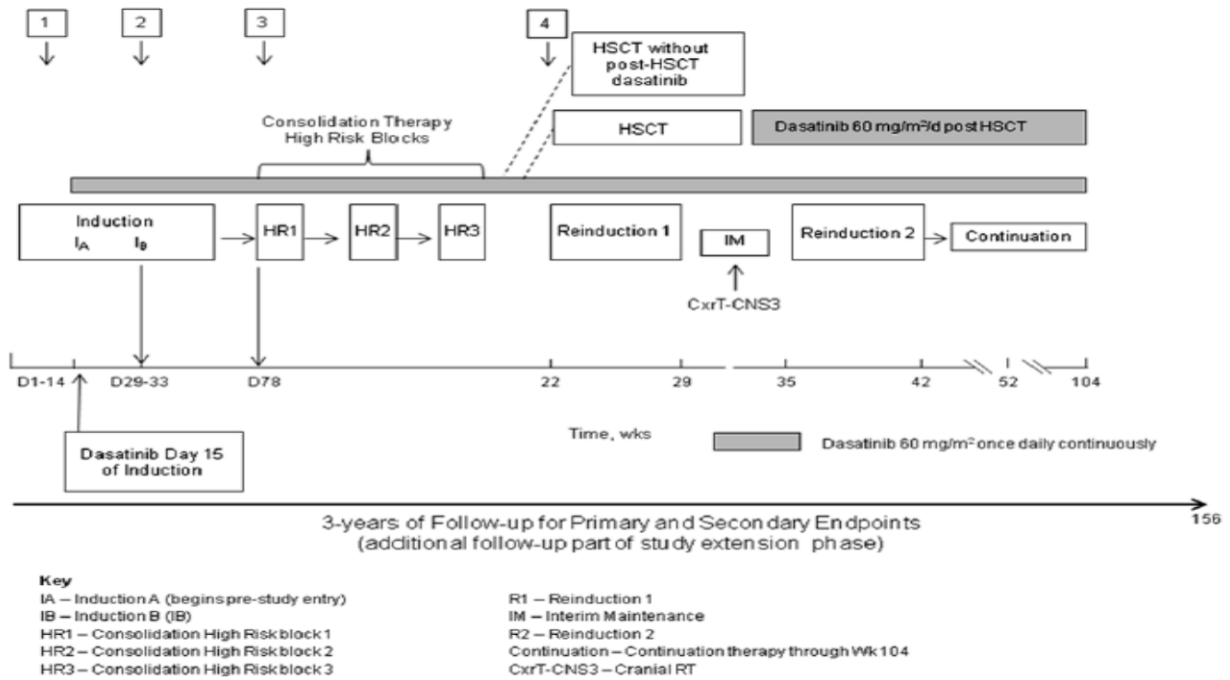 1 2 3 4
HSCT without
post-HSCT
dasatinib
Consolidation Therapy
High Risk Blocks
HSCT
Dasatinib 60 mg/m²/d post HSCT
Induction
IA IB
HR1
HR2
HR3
Reinduction 1
IM
Reinduction 2
Continuation
CxrT-CNS3
D1-14 D29-33 D78 22 29 35 42 52 104
Dasatinib Day 15
of Induction
Time, wks
Dasatinib 60 mg/m² once daily continuously
3-years of Follow-up for Primary and Secondary Endpoints
(additional follow-up part of study extension phase)
156
Key
IA – Induction A (begins pre-study entry)
IB – Induction B (IB)
HR1 – Consolidation High Risk block 1
HR2 – Consolidation High Risk block 2
HR3 – Consolidation High Risk block 3
R1 – Reinduction 1
IM – Interim Maintenance
R2 – Reinduction 2
Continuation – Continuation therapy through Wk 104
CxrT-CNS3 – Cranial RT